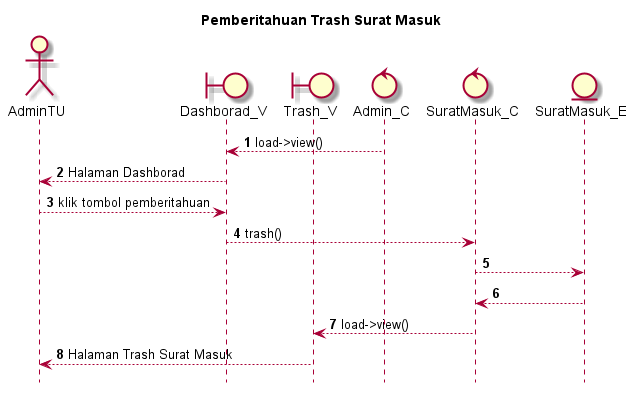 Pemberitahuan Trash Surat Masuk
AdminTU Dashborad_V Trash_V Admin_C SuratMasuk_C SuratMasuk_E
1 load->view()
2 Halaman Dashborad
3 klik tombol pemberitahuan
4 trash()
5
6
7 load->view()
8 Halaman Trash Surat Masuk